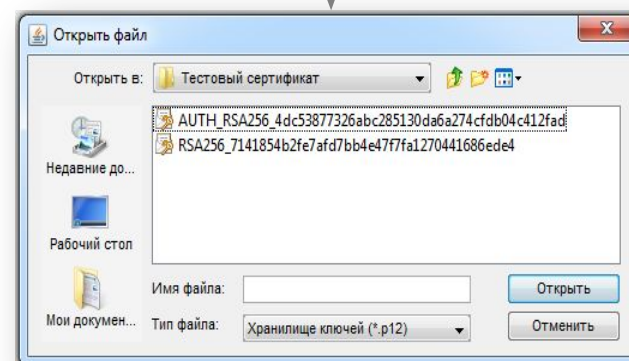 Открыть файл
Открыть в:
Тестовый сертификат
AUTH_RSA256_4dc53877326abc285130da6a274cfdb04c412fad
RSA256_7141854b2fe7afd7bb4e47f7fa1270441686ede4
Недавние до...
Рабочий стол
Мои докумен...
Имя файла:
Открыть
Тип файла:
Хранилище ключей (*.p12)
Отменить